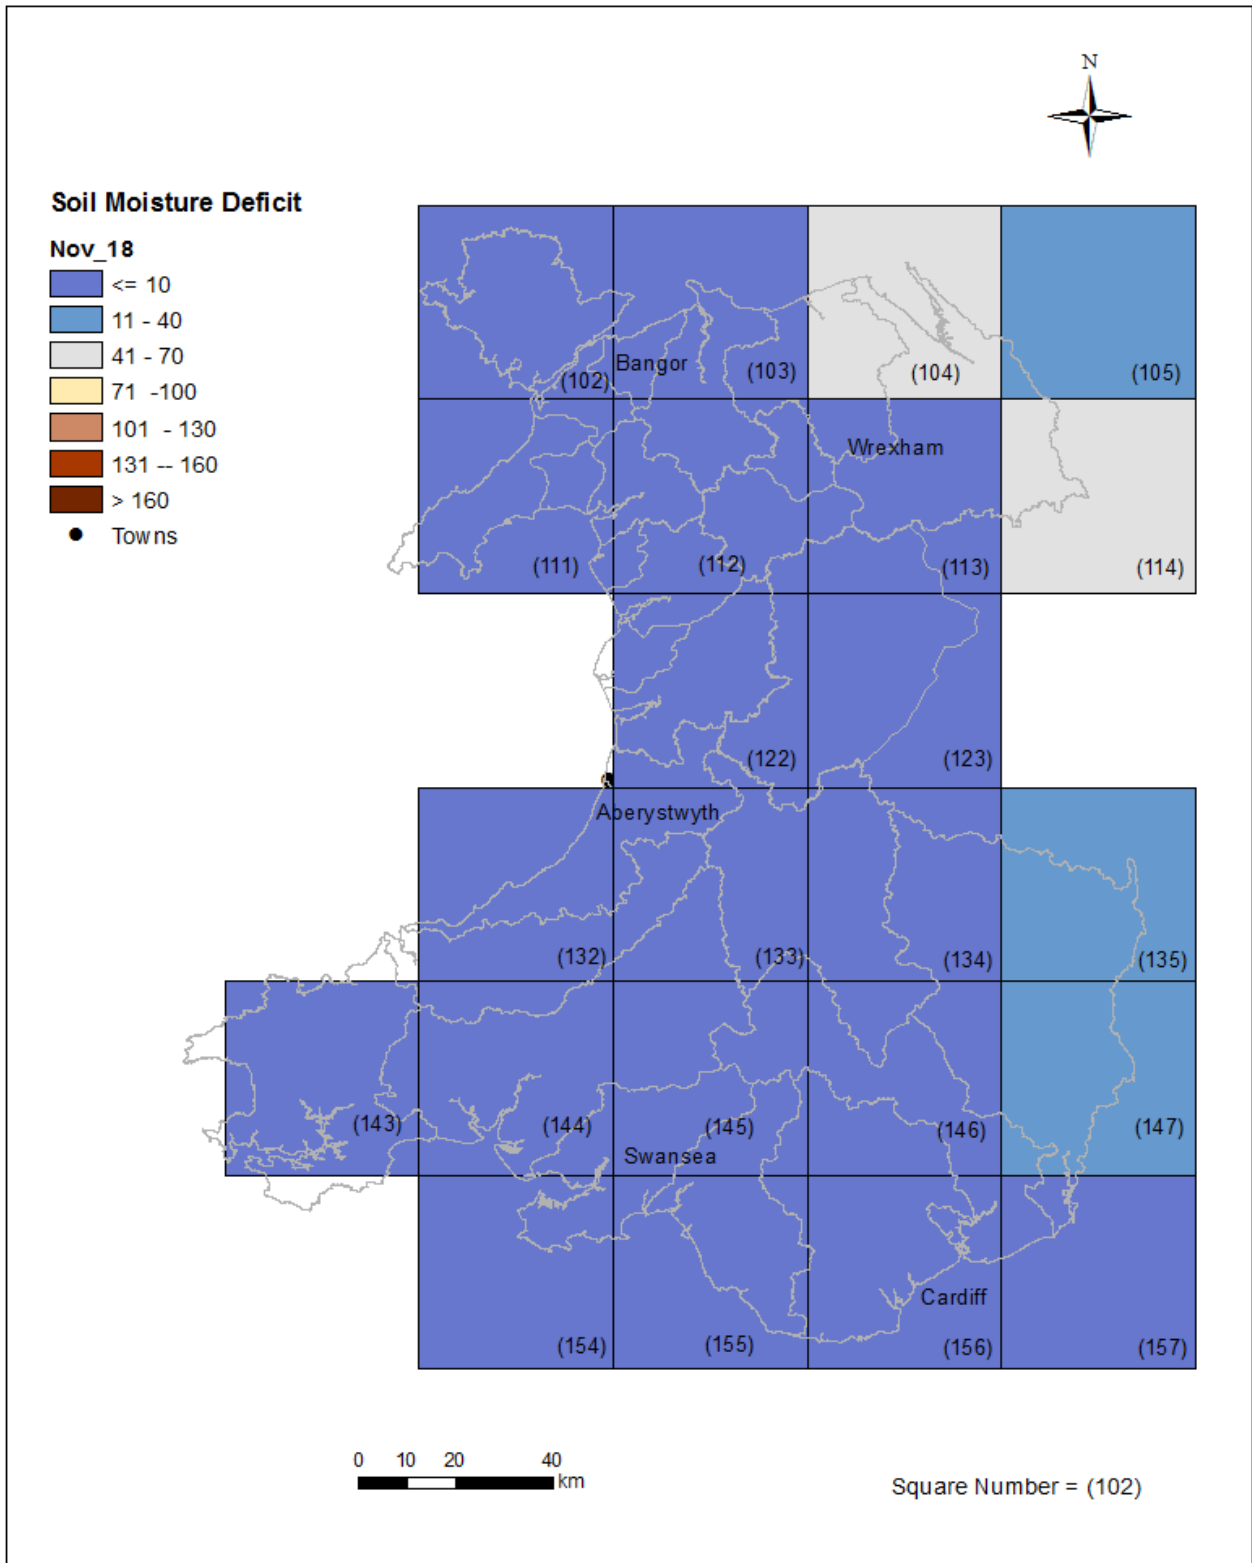 N
Soil Moisture Deficit
Nov_18
<= 10
11 - 40
41 - 70
71 -100
101 - 130
131 -- 160
> 160
Towns
Bangor
(102)
(103)
(104)
(105)
Wrexham
(111)
(112)
(113)
(114)
(122)
(123)
Aberystwyth
(132)
(133)
(134)
(135)
(143)
(144)
(145)
(146)
(147)
Swansea
Cardiff
(154)
(155)
(156)
(157)
0 10 20 40
km
Square Number = (102)